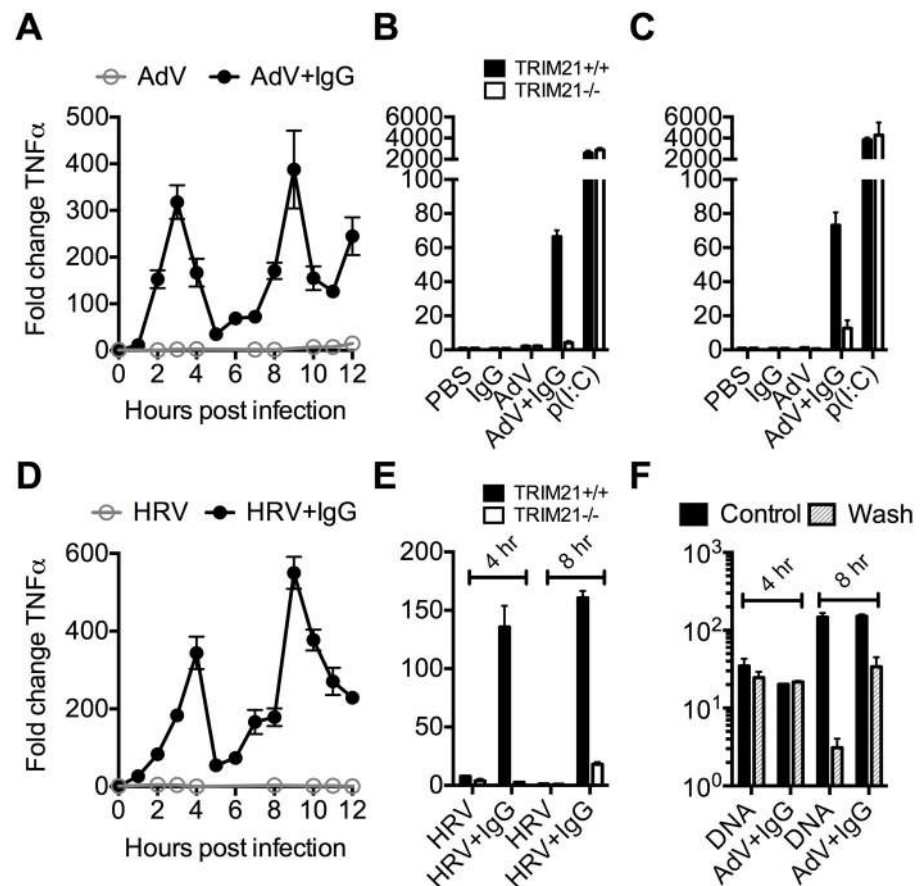 A
AdV AdV+IgG
Fold change TNFα
500
400
300
200
100
0
0 2 4 6 8 10 12
Hours post infection
B
TRIM21+/+
TRIM21-/-
6000
4000
2000
100
80
60
40
20
0
PBS IgG AdV AdV+IgG p(I:C)
C
6000
4000
2000
100
80
60
40
20
0
PBS IgG AdV AdV+IgG p(I:C)
D
HRV HRV+IgG
Fold change TNFα
600
400
200
0
0 2 4 6 8 10 12
Hours post infection
E
TRIM21+/+
TRIM21-/-
4 hr 8 hr
200
150
100
50
0
HRV HRV+IgG HRV HRV+IgG
F
Control Wash
4 hr 8 hr
10³
10²
10¹
10⁰
DNA AdV+IgG DNA AdV+IgG